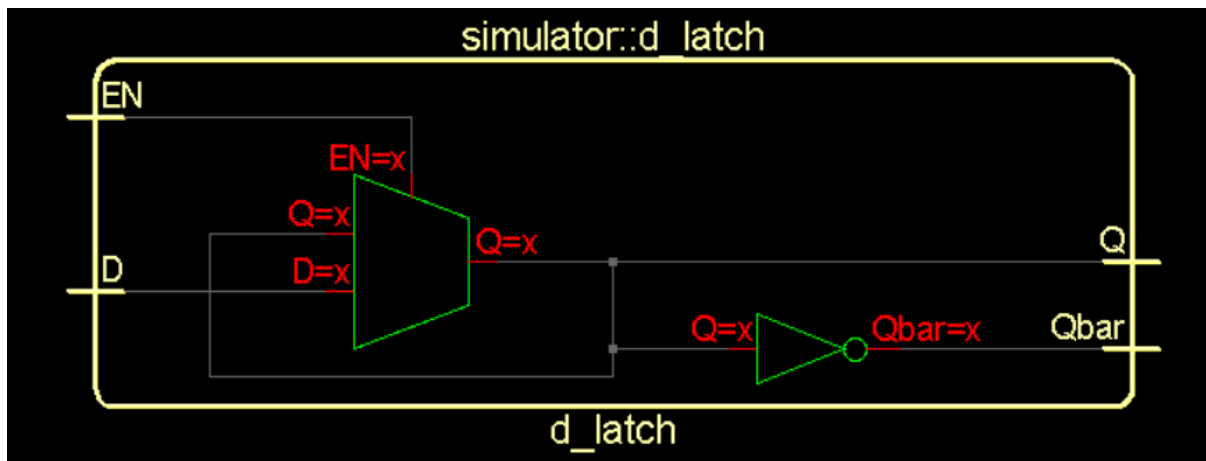 simulator::d_latch
EN
EN=x
Q=x
Q=x
Q
D
D=x
Q=x
Qbar=x
Qbar
d_latch